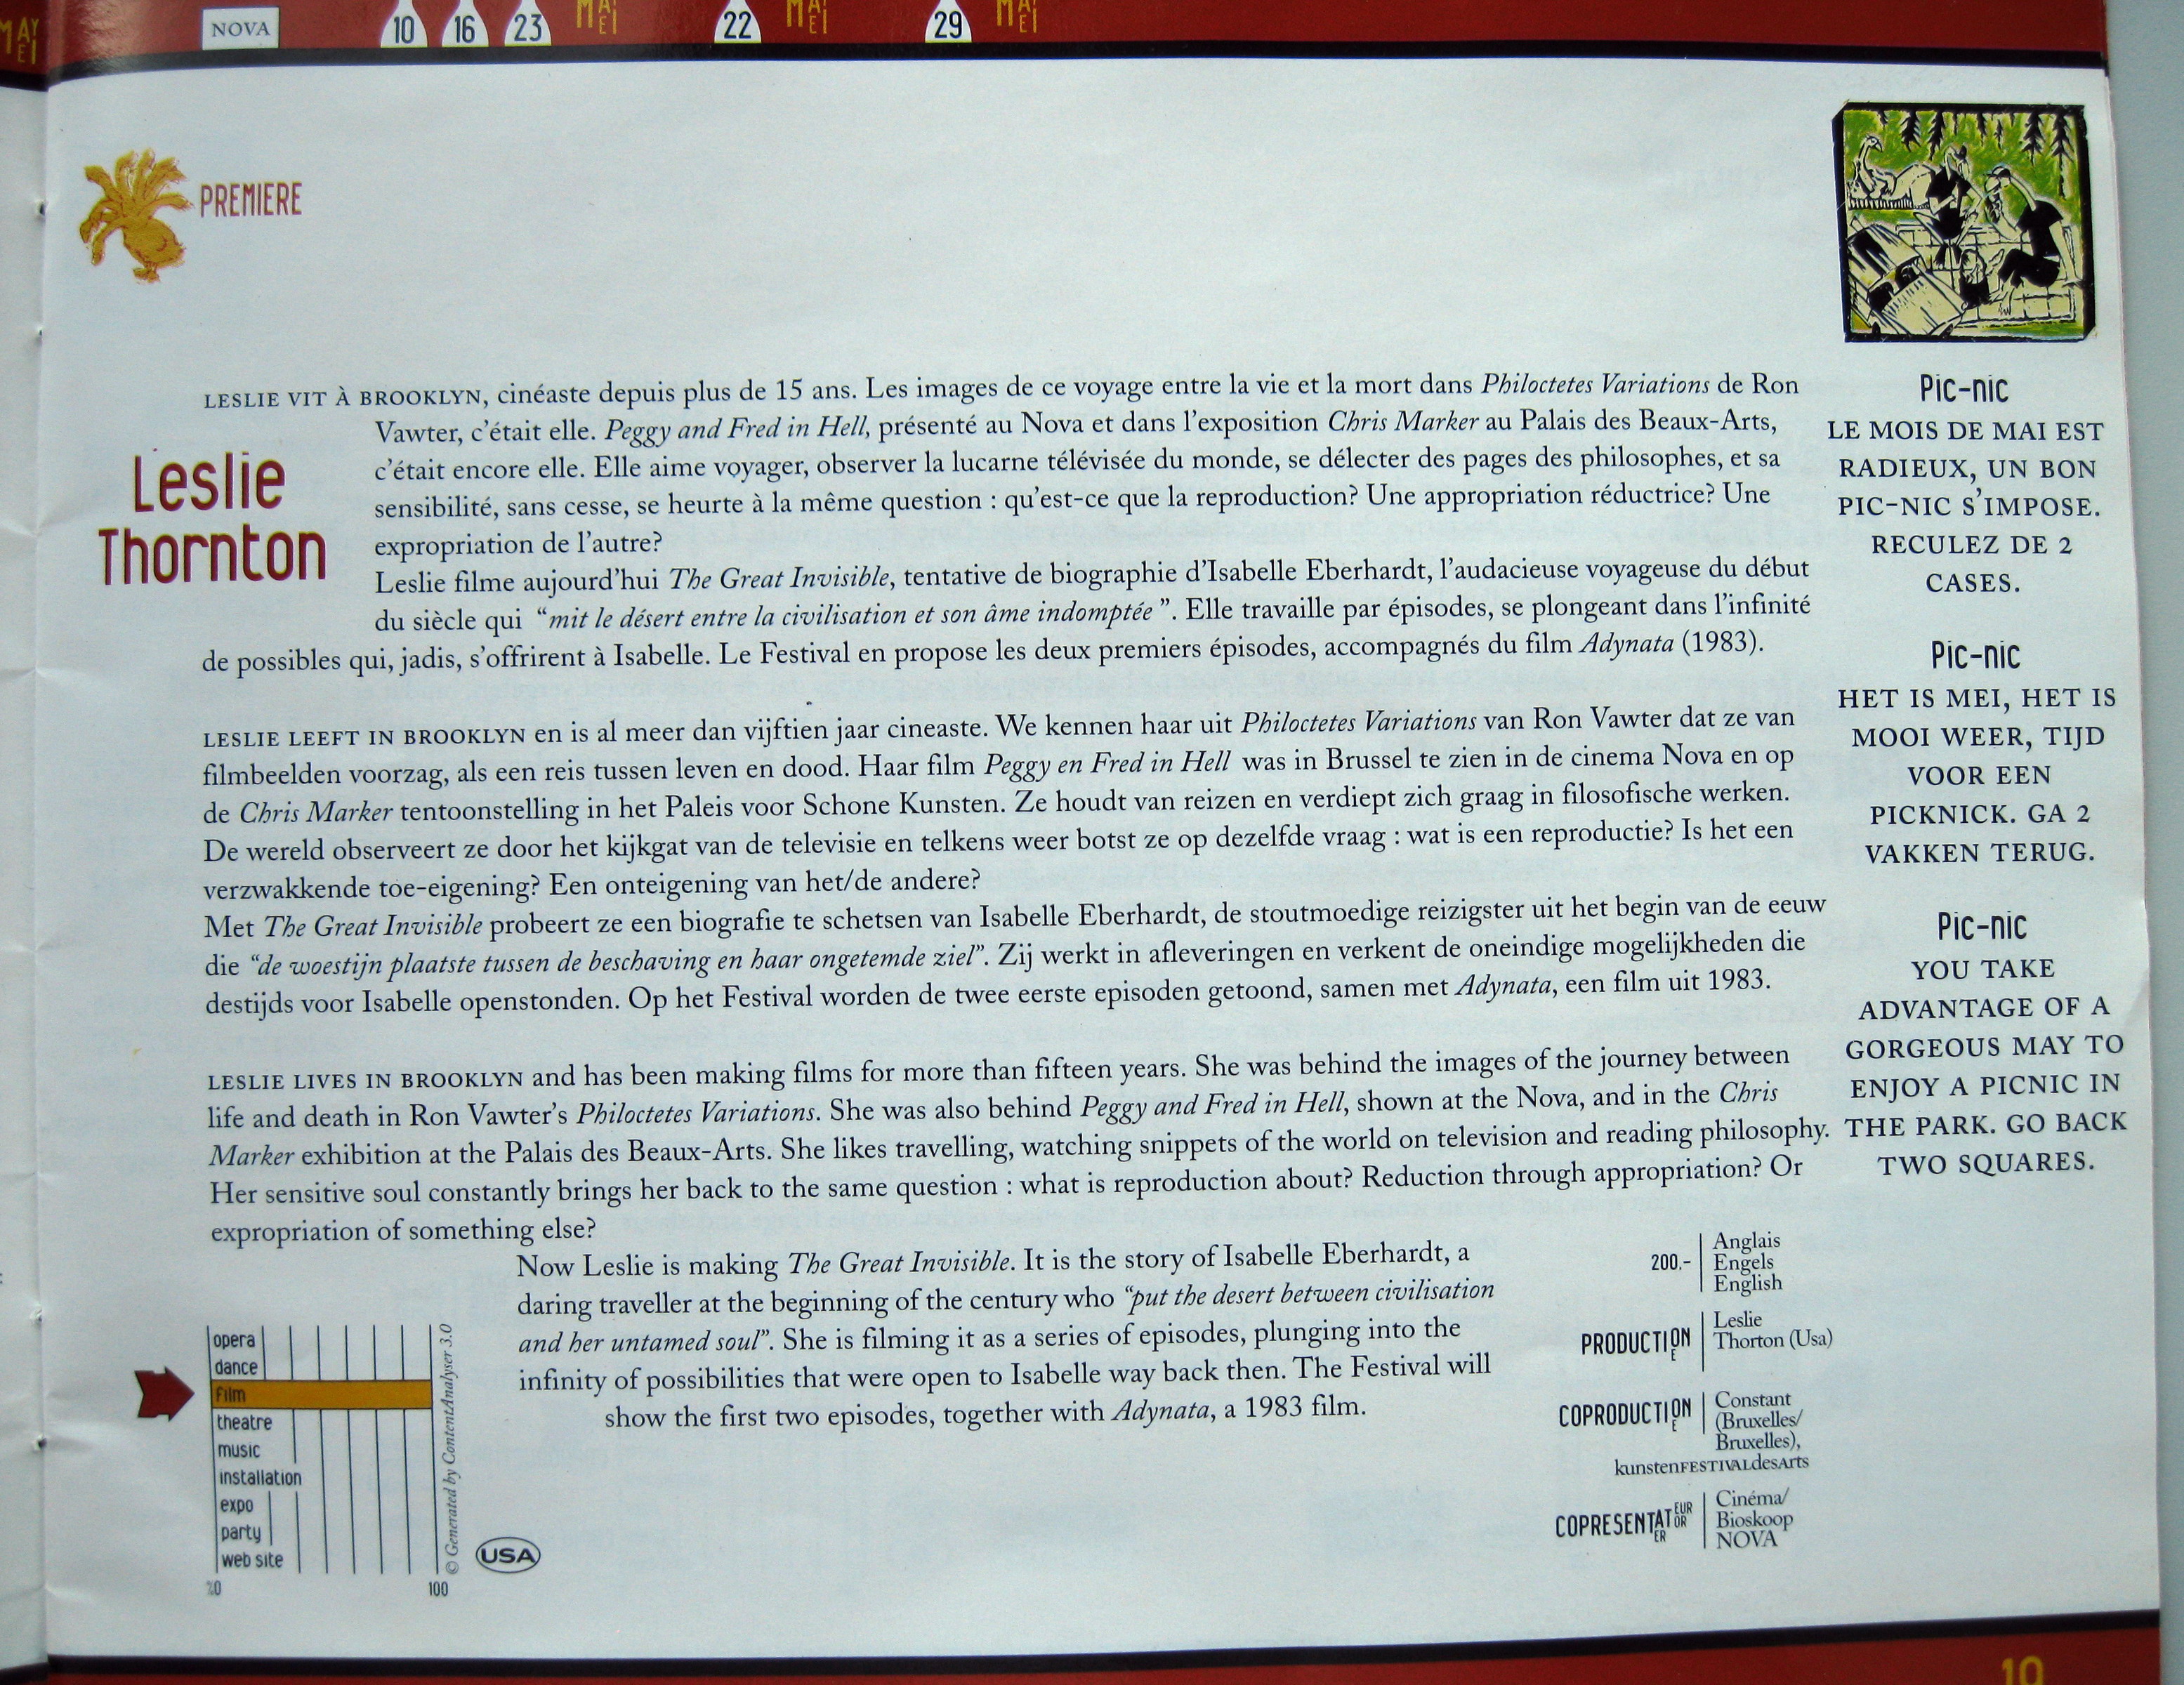 MAY
MEI
NOVA
10 16 23 MAI
MEI
22 MAI
MEI
29 MAI
MEI
PREMIERE
Leslie
Thornton
LESLIE VIT À BROOKLYN, cinéaste depuis plus de 15 ans. Les images de ce voyage entre la vie et la mort dans Philoctetes Variations de Ron
Vawter, c'était elle. Peggy and Fred in Hell, présenté au Nova et dans l'exposition Chris Marker au Palais des Beaux-Arts,
c'était encore elle. Elle aime voyager, observer la lucarne télévisée du monde, se délecter des pages des philosophes, et sa
sensibilité, sans cesse, se heurte à la même question : qu'est-ce que la reproduction? Une appropriation réductrice? Une
expropriation de l'autre?
Leslie filme aujourd'hui The Great Invisible, tentative de biographie d'Isabelle Eberhardt, l'audacieuse voyageuse du début
du siècle qui “mit le désert entre la civilisation et son âme indomptée ”. Elle travaille par épisodes, se plongeant dans l'infinité
de possibles qui, jadis, s'offrirent à Isabelle. Le Festival en propose les deux premiers épisodes, accompagnés du film Adynata (1983).
LESLIE LEEFT IN BROOKLYN en is al meer dan vijftien jaar cineaste. We kennen haar uit Philoctetes Variations van Ron Vawter dat ze van
filmbeelden voorzag, als een reis tussen leven en dood. Haar film Peggy en Fred in Hell was in Brussel te zien in de cinema Nova en op
de Chris Marker tentoonstelling in het Paleis voor Schone Kunsten. Ze houdt van reizen en verdiept zich graag in filosofische werken.
De wereld observeert ze door het kijkgat van de televisie en telkens weer botst ze op dezelfde vraag : wat is een reproductie? Is het een
verzwakkende toe-eigening? Een onteigening van het/de andere?
Met The Great Invisible probeert ze een biografie te schetsen van Isabelle Eberhardt, de stoutmoedige reizigster uit het begin van de eeuw
die “de woestijn plaatste tussen de beschaving en haar ongetemde ziel”. Zij werkt in afleveringen en verkent de oneindige mogelijkheden die
destijds voor Isabelle openstonden. Op het Festival worden de twee eerste episoden getoond, samen met Adynata, een film uit 1983.
LESLIE LIVES IN BROOKLYN and has been making films for more than fifteen years. She was behind the images of the journey between
life and death in Ron Vawter's Philoctetes Variations. She was also behind Peggy and Fred in Hell, shown at the Nova, and in the Chris
Marker exhibition at the Palais des Beaux-Arts. She likes travelling, watching snippets of the world on television and reading philosophy.
Her sensitive soul constantly brings her back to the same question : what is reproduction about? Reduction through appropriation? Or
expropriation of something else?
Now Leslie is making The Great Invisible. It is the story of Isabelle Eberhardt, a
daring traveller at the beginning of the century who “put the desert between civilisation
and her untamed soul”. She is filming it as a series of episodes, plunging into the
infinity of possibilities that were open to Isabelle way back then. The Festival will
show the first two episodes, together with Adynata, a 1983 film.
Pic-nic
LE MOIS DE MAI EST
RADIEUX, UN BON
PIC-NIC S'IMPOSE.
RECULEZ DE 2
CASES.
Pic-nic
HET IS MEI, HET IS
MOOI WEER, TIJD
VOOR EEN
PICKNICK. GA 2
VAKKEN TERUG.
Pic-nic
YOU TAKE
ADVANTAGE OF A
GORGEOUS MAY TO
ENJOY A PICNIC IN
THE PARK. GO BACK
TWO SQUARES.
200.-
Anglais
Engels
English
PRODUCTION
E
Leslie
Thorton (Usa)
COPRODUCTION
E
Constant
(Bruxelles/
Bruxelles),
kunstenFESTIVALdesArts
COPRESENTATEUR
OR
ER
Cinéma/
Bioskoop
NOVA
opera
dance
film
theatre
music
installation
expo
party
web site
%0
100
© Generated by ContentAnalyser 3.0
USA
10